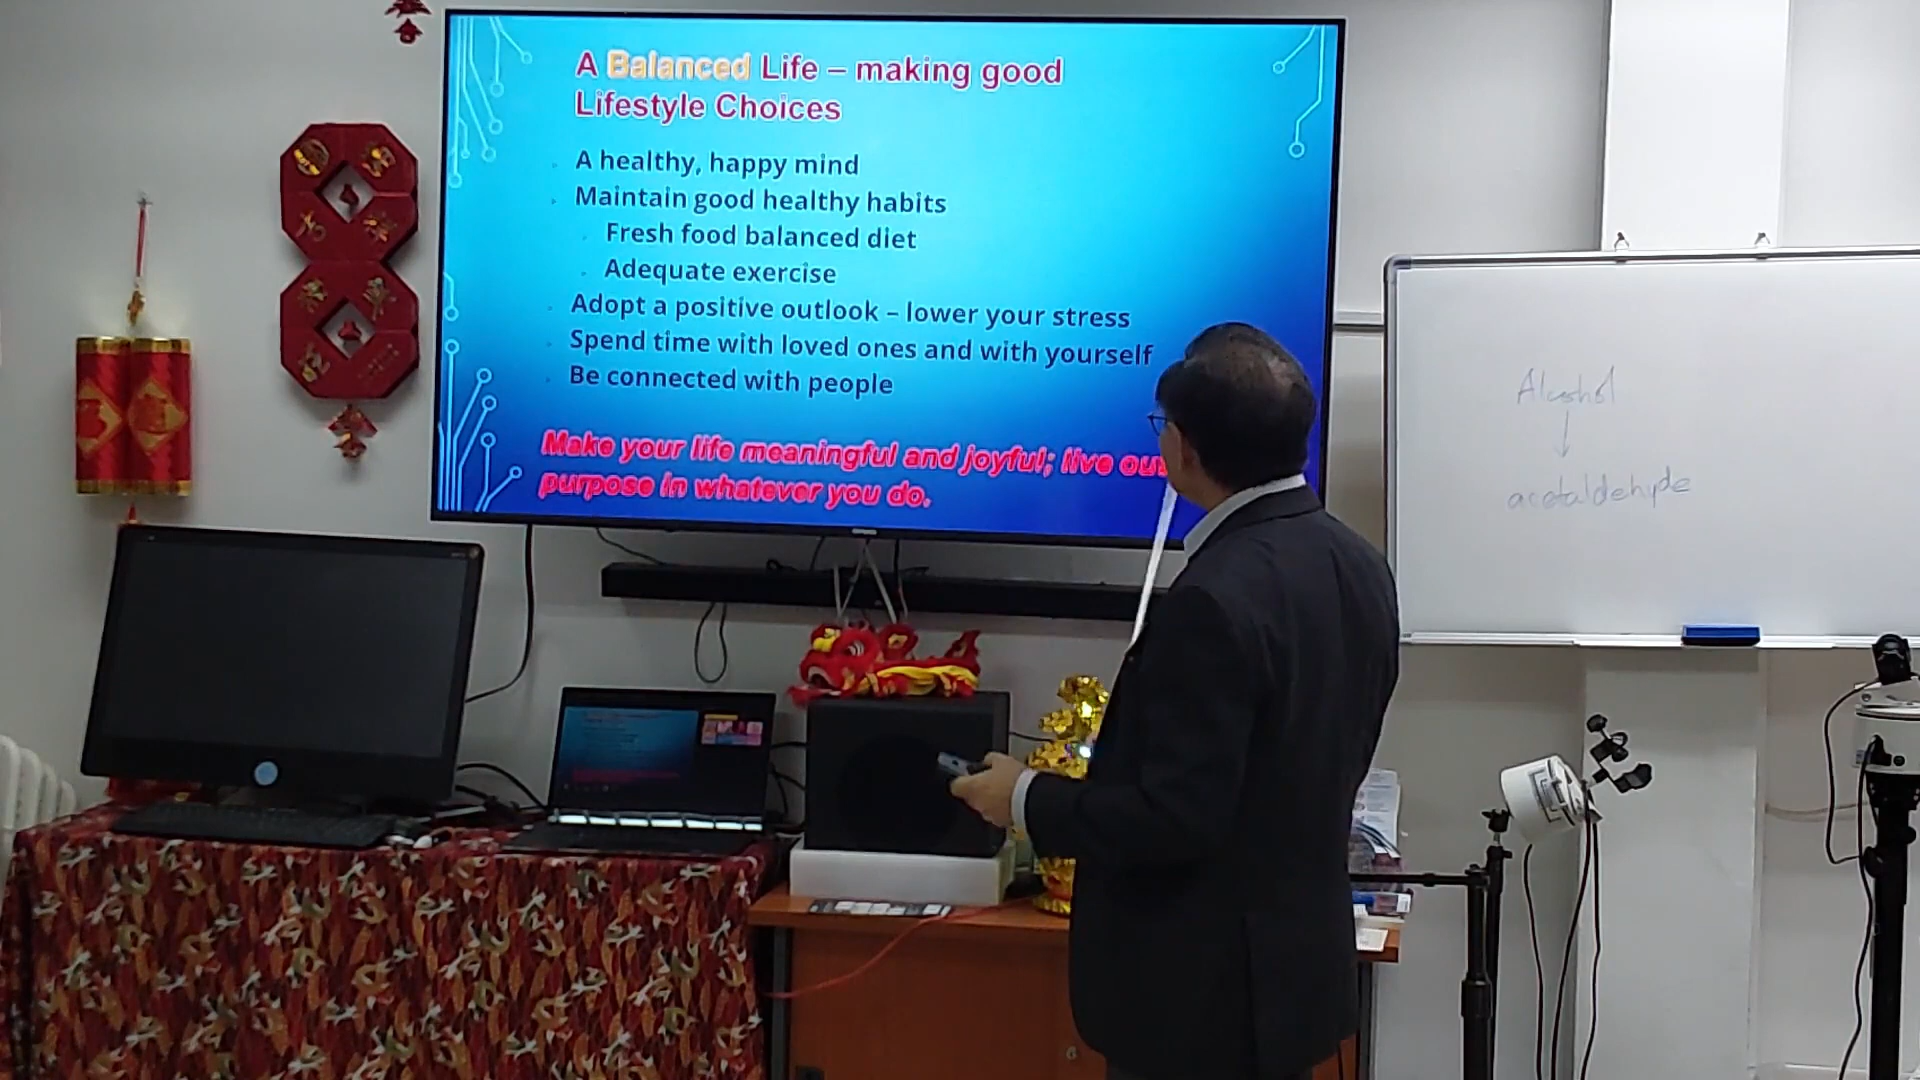 A Balanced Life – making good
Lifestyle Choices
A healthy, happy mind
Maintain good healthy habits
Fresh food balanced diet
Adequate exercise
Adopt a positive outlook – lower your stress
Spend time with loved ones and with yourself
Be connected with people
Make your life meaningful and joyful; live
purpose in whatever you do.
Alcohol
acetaldehyde